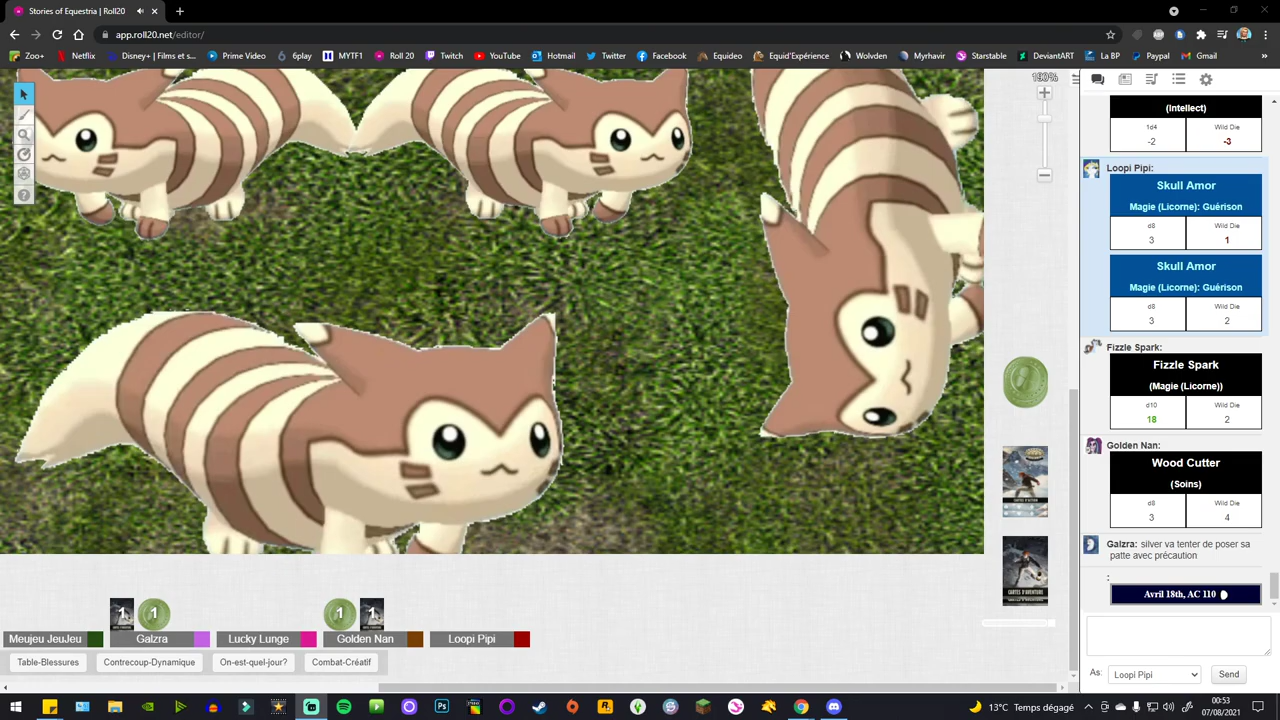 Stories of Equestria | Roll20
app.roll20.net/editor/
Zoo+ Netflix Disney+ | Films et s... Prime Video 6play MYTF1 Roll 20 Twitch YouTube Hotmail Twitter Facebook Equideo Equid'Expérience Wolvden Myrhavir Starstable DeviantART La BP Paypal Gmail
190%
(Intellect)
1d4 Wild Die
-2 -3
Loopi Pipi:
Skull Amor
Magie (Licorne): Guérison
d8 Wild Die
3 1
Skull Amor
Magie (Licorne): Guérison
d8 Wild Die
3 2
Fizzle Spark:
Fizzle Spark
(Magie (Licorne))
d10 Wild Die
18 2
Golden Nan:
Wood Cutter
(Soins)
d8 Wild Die
3 4
Galzra: silver va tenter de poser sa
patte avec précaution
:
Avril 18th, AC 110
1 1 1 1
Meujeu JeuJeu Galzra Lucky Lunge Golden Nan Loopi Pipi
Table-Blessures Contrecoup-Dynamique On-est-quel-jour? Combat-Créatif
As: Loopi Pipi Send
13°C Temps dégagé
00:53
07/08/2021